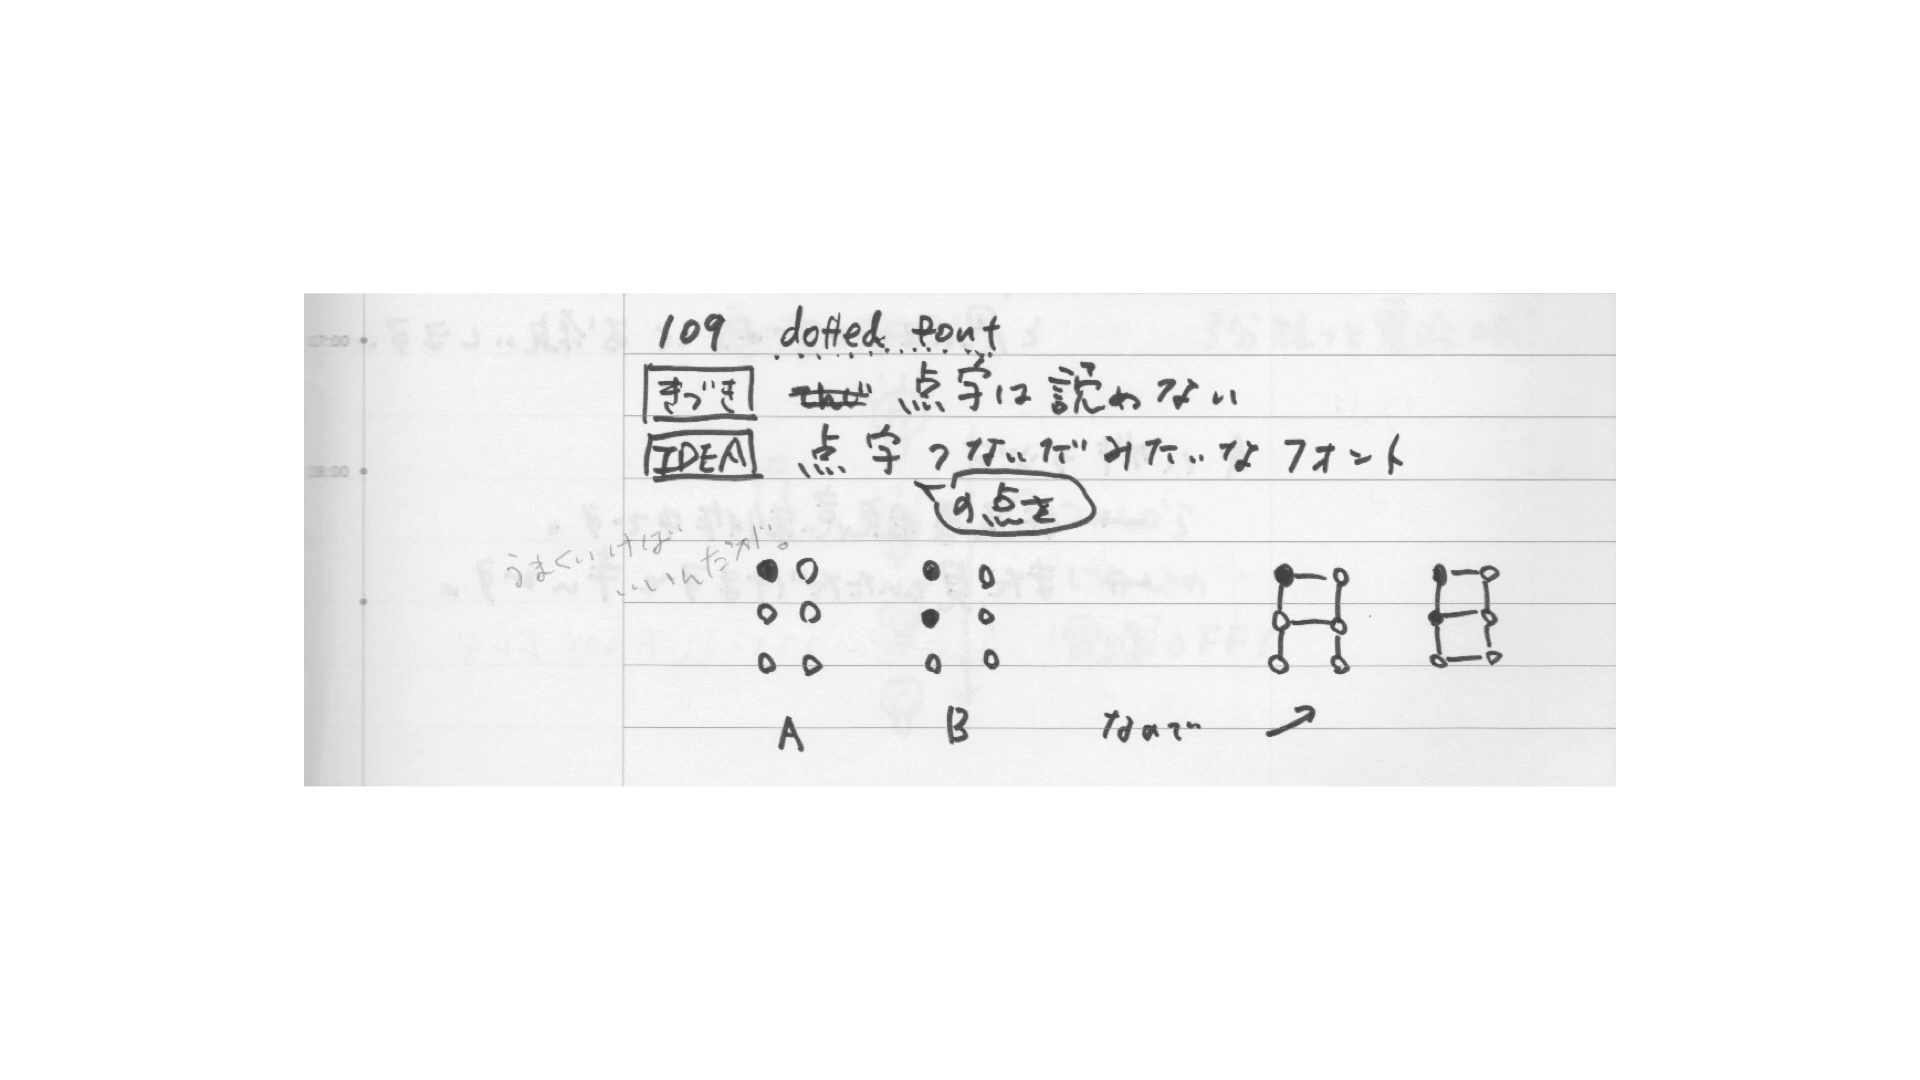 109 dotted font
きづき 点字は読めない
IDEA 点字つないだみたいなフォント
の点を
うまくいけば
いいんだが。
A B なので →